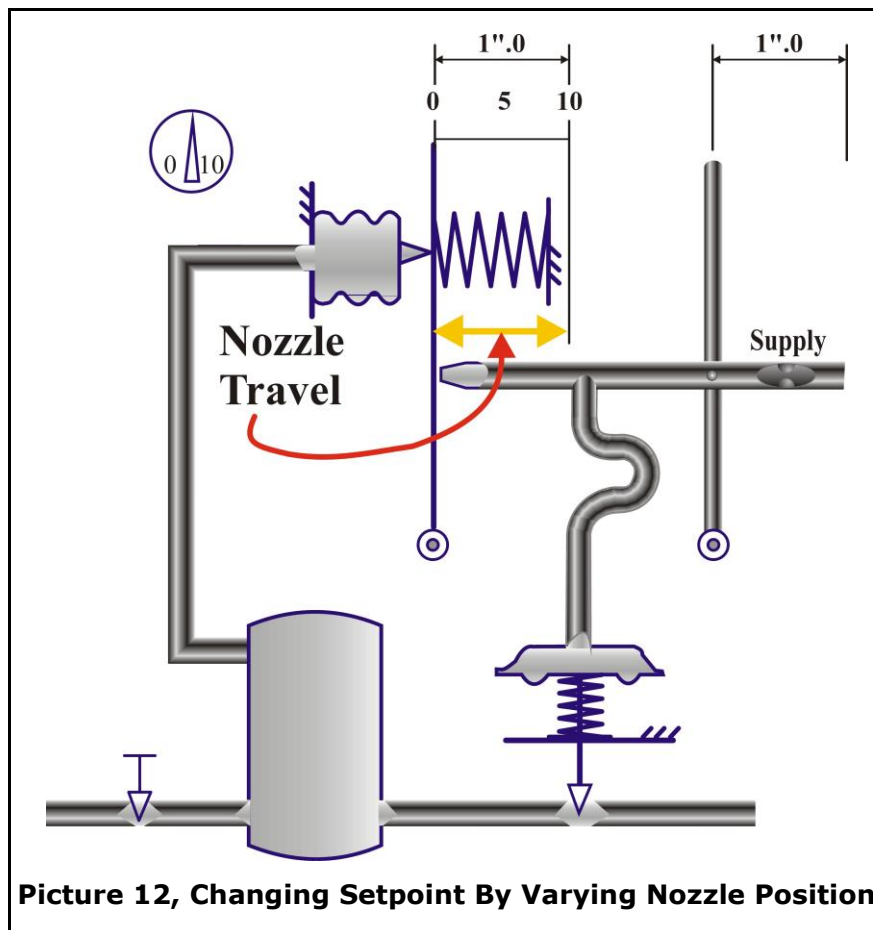 1".0 1".0
0 5 10
0 10
Nozzle
Travel
Supply
Picture 12, Changing Setpoint By Varying Nozzle Position